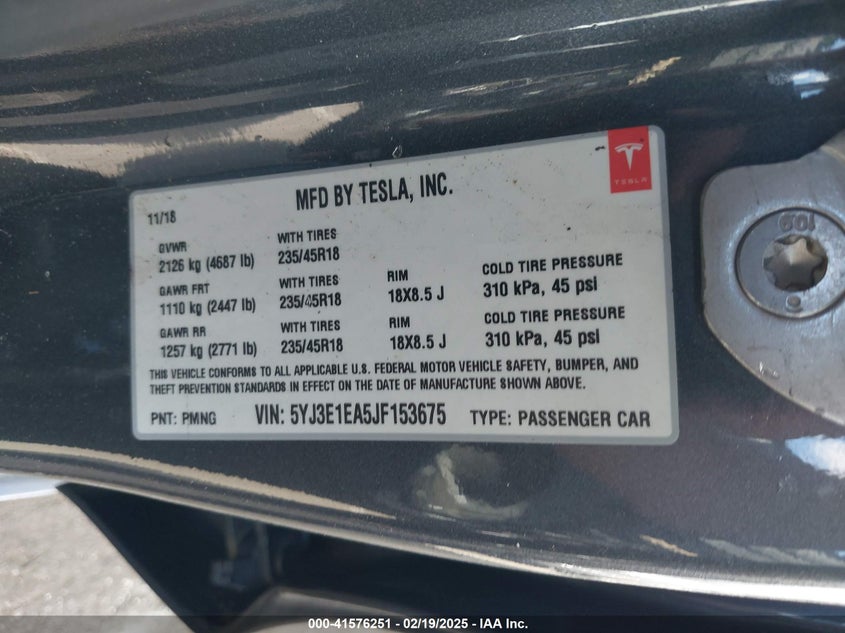 MFD BY TESLA, INC.
TESLA
11/18
GVWR
2126 kg (4687 lb)
WITH TIRES
235/45R18
GAWR FRT
1110 kg (2447 lb)
WITH TIRES
235/45R18
RIM
18X8.5 J
COLD TIRE PRESSURE
310 kPa, 45 psi
GAWR RR
1257 kg (2771 lb)
WITH TIRES
235/45R18
RIM
18X8.5 J
COLD TIRE PRESSURE
310 kPa, 45 psi
THIS VEHICLE CONFORMS TO ALL APPLICABLE U.S. FEDERAL MOTOR VEHICLE SAFETY, BUMPER, AND
THEFT PREVENTION STANDARDS IN EFFECT ON THE DATE OF MANUFACTURE SHOWN ABOVE.
PNT: PMNG VIN: 5YJ3E1EA5JF153675 TYPE: PASSENGER CAR
000-41576251 / 02/19/2025 - IAA Inc.